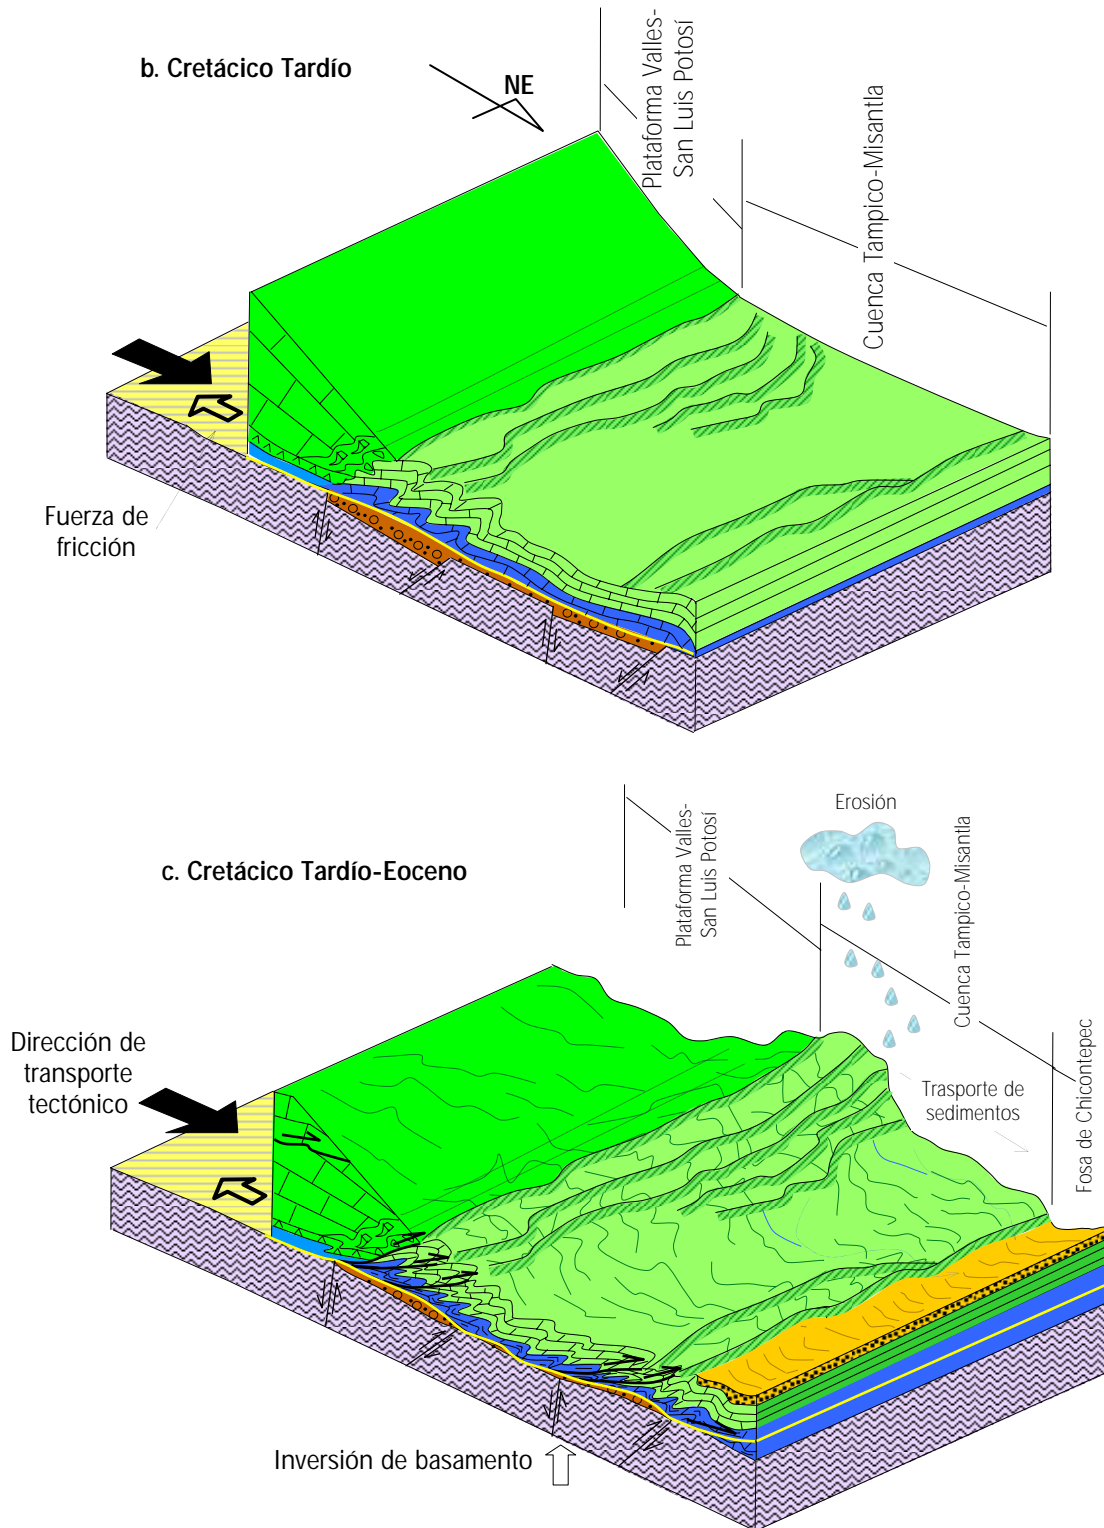 b. Cretácico Tardío
NE
Plataforma Valles-
San Luis Potosí
Cuenca Tampico-Misantla
Fuerza de
fricción
c. Cretácico Tardío-Eoceno
Plataforma Valles-
San Luis Potosí
Erosión
Cuenca Tampico-Misantla
Fosa de Chicontepec
Dirección de
transporte
tectónico
Trasporte de
sedimentos
Inversión de basamento